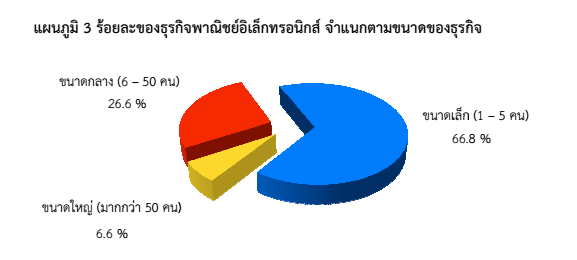 แผนภูมิ 3 ร้อยละของธุรกิจพาณิชย์อิเล็กทรอนิกส์ จำแนกตามขนาดของธุรกิจ
ขนาดกลาง (6 – 50 คน)
26.6 %
ขนาดเล็ก (1 – 5 คน)
66.8 %
ขนาดใหญ่ (มากกว่า 50 คน)
6.6 %